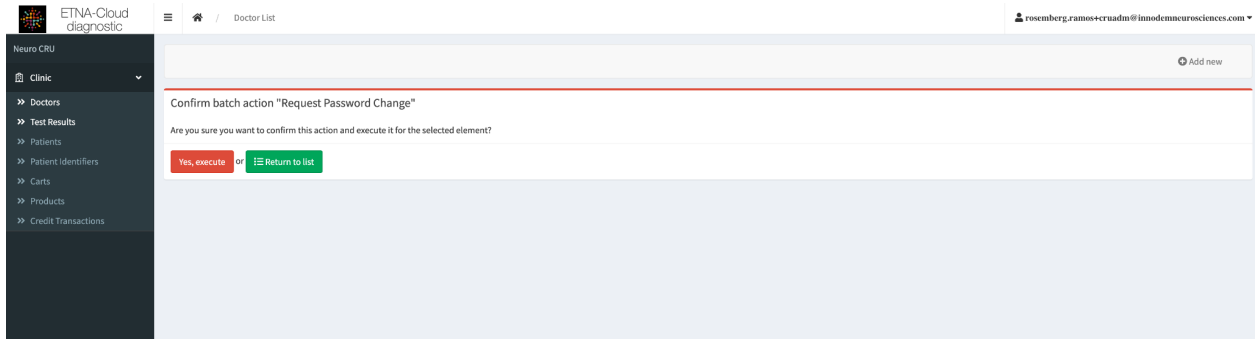 ETNA-Cloud
diagnostic
/ Doctor List
rosemberg.ramos+cruadm@innodemneurosciences.com
Neuro CRU
Add new
Clinic
Doctors
Test Results
Patients
Patient Identifiers
Carts
Products
Credit Transactions
Confirm batch action "Request Password Change"
Are you sure you want to confirm this action and execute it for the selected element?
Yes, execute or Return to list